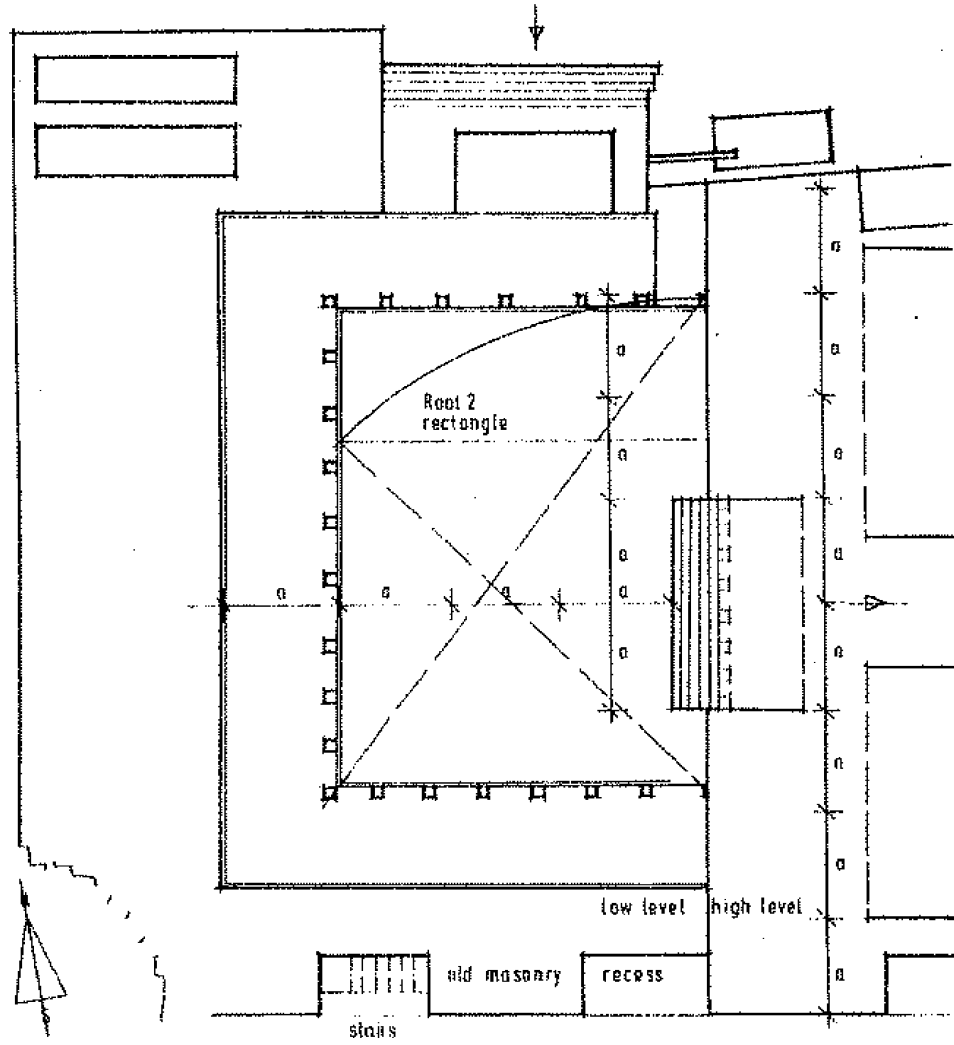 a
a a
Root 2
rectangle
a a
a a
a a a a
a a
a
a
low level high level
old masonry recess a
stairs